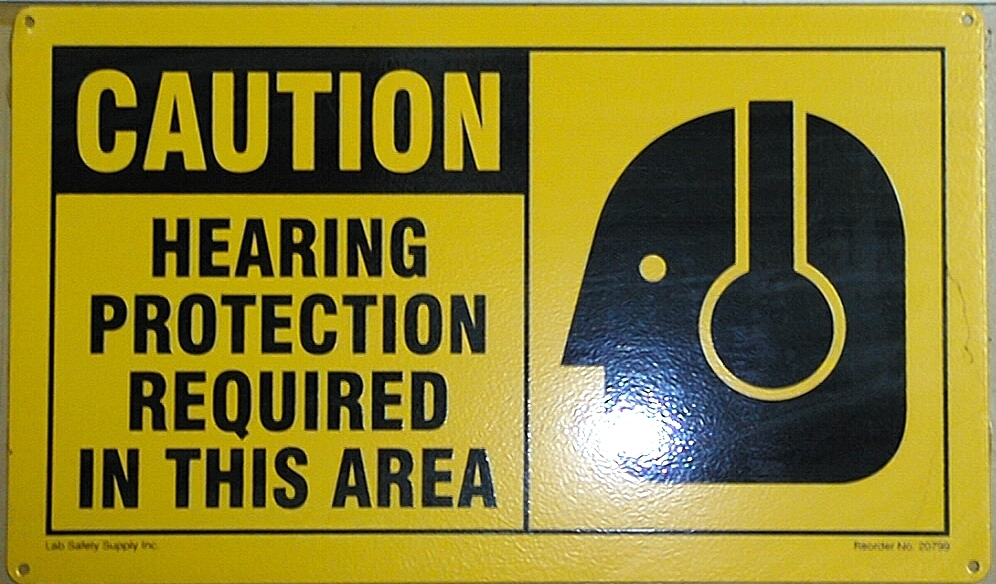 CAUTION
HEARING
PROTECTION
REQUIRED
IN THIS AREA
Lab Safety Supply Inc.
Reorder No. 20799